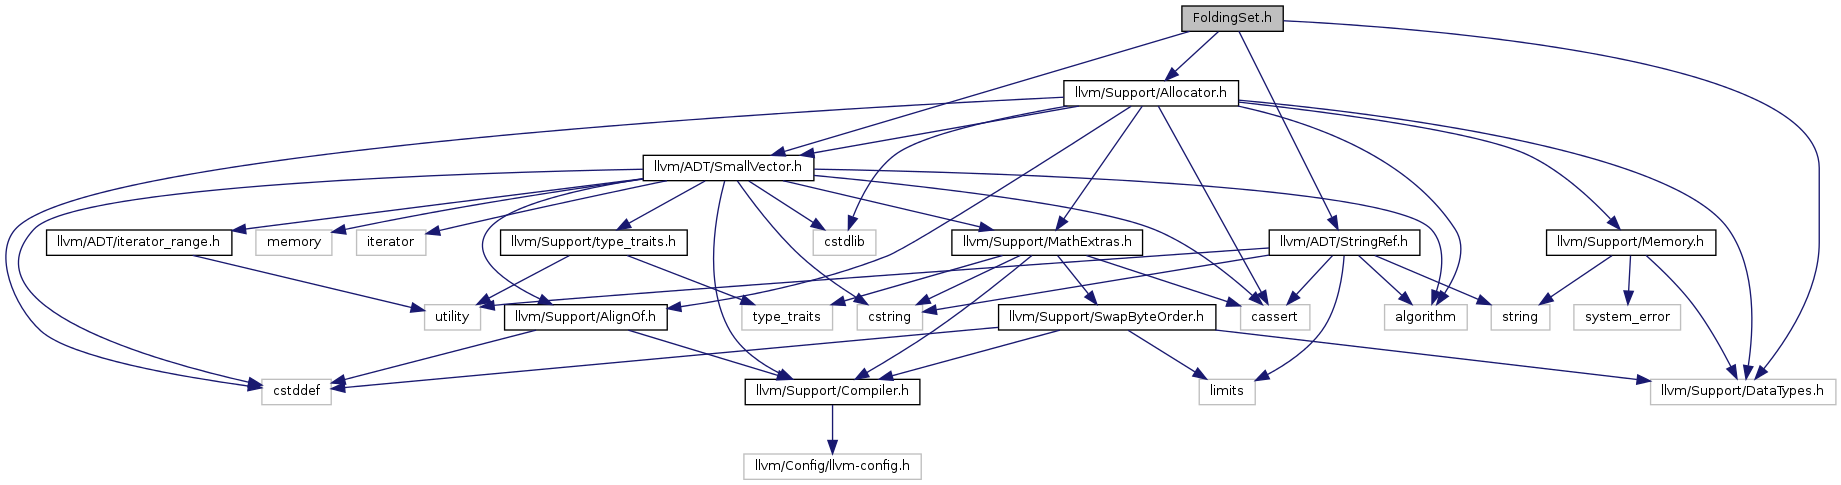 FoldingSet.h
llvm/Support/Allocator.h
llvm/ADT/SmallVector.h
llvm/ADT/iterator_range.h
memory
iterator
llvm/Support/type_traits.h
cstdlib
llvm/Support/MathExtras.h
llvm/ADT/StringRef.h
llvm/Support/Memory.h
utility
llvm/Support/AlignOf.h
type_traits
cstring
llvm/Support/SwapByteOrder.h
cassert
algorithm
string
system_error
cstddef
llvm/Support/Compiler.h
limits
llvm/Support/DataTypes.h
llvm/Config/llvm-config.h